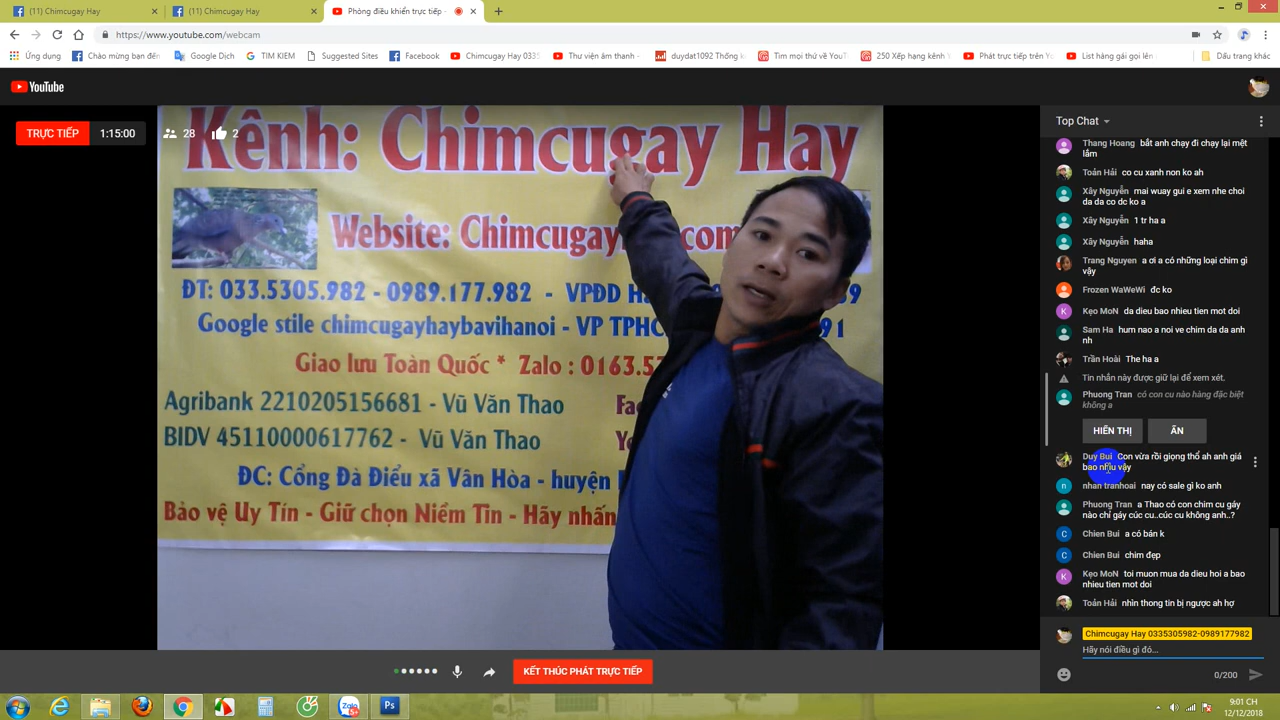 (11) Chimcugay Hay
(11) Chimcugay Hay
Phòng điều khiển trực tiếp -
https://www.youtube.com/webcam
Ứng dụng
Chào mừng bạn đến
Google Dịch
TIM KIEM
Suggested Sites
Facebook
Chimcugay Hay 033
Thư viện âm thanh -
duydat1092 Thống k
Tìm mọi thứ về YouT
250 Xếp hạng kênh Y
Phát trực tiếp trên Yo
List hàng gái gọi lên
Dấu trang khác
YouTube
TRỰC TIẾP 1:15:00 28 2
Kênh: Chimcugay Hay
Website: Chimcugay com
ĐT: 033.5305.982 - 0989.177.982 - VPĐD H
Google stile chimcugayhaybavihanoi - VP TPHC 91
Giao lưu Toàn Quốc * Zalo : 0163.5
Agribank 2210205156681 - Vũ Văn Thao
BIDV 45110000617762 - Vũ Văn Thao
ĐC: Cổng Đà Điểu xã Vân Hòa - huyện
Bảo vệ Uy Tín - Giữ chọn Niềm Tin - Hãy nhấn
KẾT THÚC PHÁT TRỰC TIẾP
Top Chat
Thang Hoang bắt anh chạy đi chạy lại mệt
lắm
Toán Hải co cu xanh non ko ah
Xây Nguyễn mai wuay gui e xem nhe choi
da da co dc ko a
Xây Nguyễn 1 tr ha a
Xây Nguyễn haha
Trang Nguyen a ơi a có những loại chim gì
vậy
Frozen WaWeWi đc ko
Kẹo MoN da dieu bao nhieu tien mot doi
Sam Ha hum nao a noi ve chim da da anh
nh
Trần Hoài The ha a
Tin nhắn này được giữ lại để xem xét.
Phuong Tran có con cu nào hàng đặc biệt
không a
HIỂN THỊ
ẨN
Duy Bui Con vừa rồi giọng thổ ah anh giá
bao nhiu vậy
n nhan tranhoai nay có sale gì ko anh
Phuong Tran a Thao có con chim cu gáy
nào chỉ gáy cúc cu..cúc cu không anh..?
C Chien Bui a có bán k
C Chien Bui chim đẹp
K Kẹo MoN toi muon mua da dieu hoi a bao
nhieu tien mot doi
Toán Hải nhìn thong tin bị ngược ah hợ
Chimcugay Hay 0335305982-0989177982
Hãy nói điều gì đó...
0/200
Zalo
5+
Ps
9:01 CH
12/12/2018